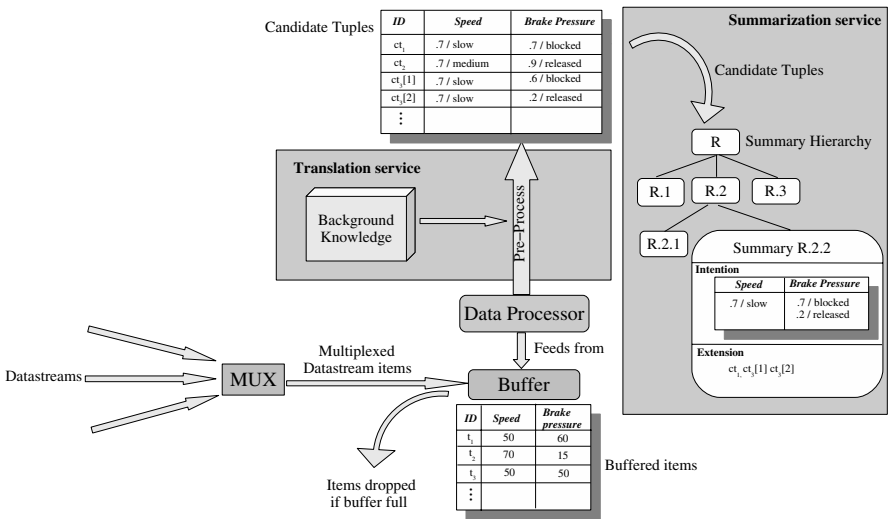 Candidate Tuples
ID Speed Brake Pressure
ct1 .7 / slow .7 / blocked
ct2 .7 / medium .9 / released
ct3[1] .7 / slow .6 / blocked
ct3[2] .7 / slow .2 / released
⋮
Translation service
Background
Knowledge
Pre–Process
Data Processor
Feeds from
Datastreams
MUX
Multiplexed
Datastream items
Buffer
ID Speed Brake
pressure
t1 50 60
t2 70 15
t3 50 50
⋮
Buffered items
Items dropped
if buffer full
Summarization service
Candidate Tuples
Summary Hierarchy
R
R.1 R.2 R.3
R.2.1
Summary R.2.2
Intention
Speed Brake Pressure
.7 / slow .7 / blocked
.2 / released
Extension
ct1, ct3[1] ct3[2]